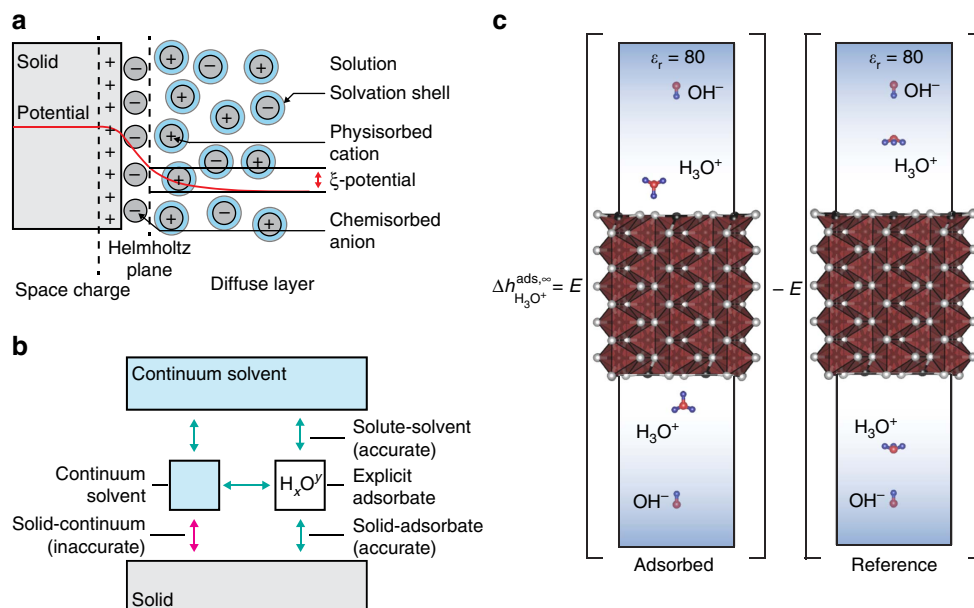 a
Solid
Potential
+
+
+
+
+
+
+
+
−
−
−
−
−
+
−
+
+
−
+
−
+
+
+
−
+
Solution
Solvation shell
Physisorbed
cation
ξ-potential
Chemisorbed
anion
Helmholtz
plane
Space charge
Diffuse layer
b
Continuum solvent
Solute-solvent
(accurate)
Continuum
solvent
HxOʸ
Explicit
adsorbate
Solid-continuum
(inaccurate)
Solid-adsorbate
(accurate)
Solid
c
εr = 80
OH⁻
H₃O⁺
Δh ads,∞ H₃O⁺ = E
H₃O⁺
OH⁻
Adsorbed
− E
εr = 80
OH⁻
H₃O⁺
H₃O⁺
OH⁻
Reference